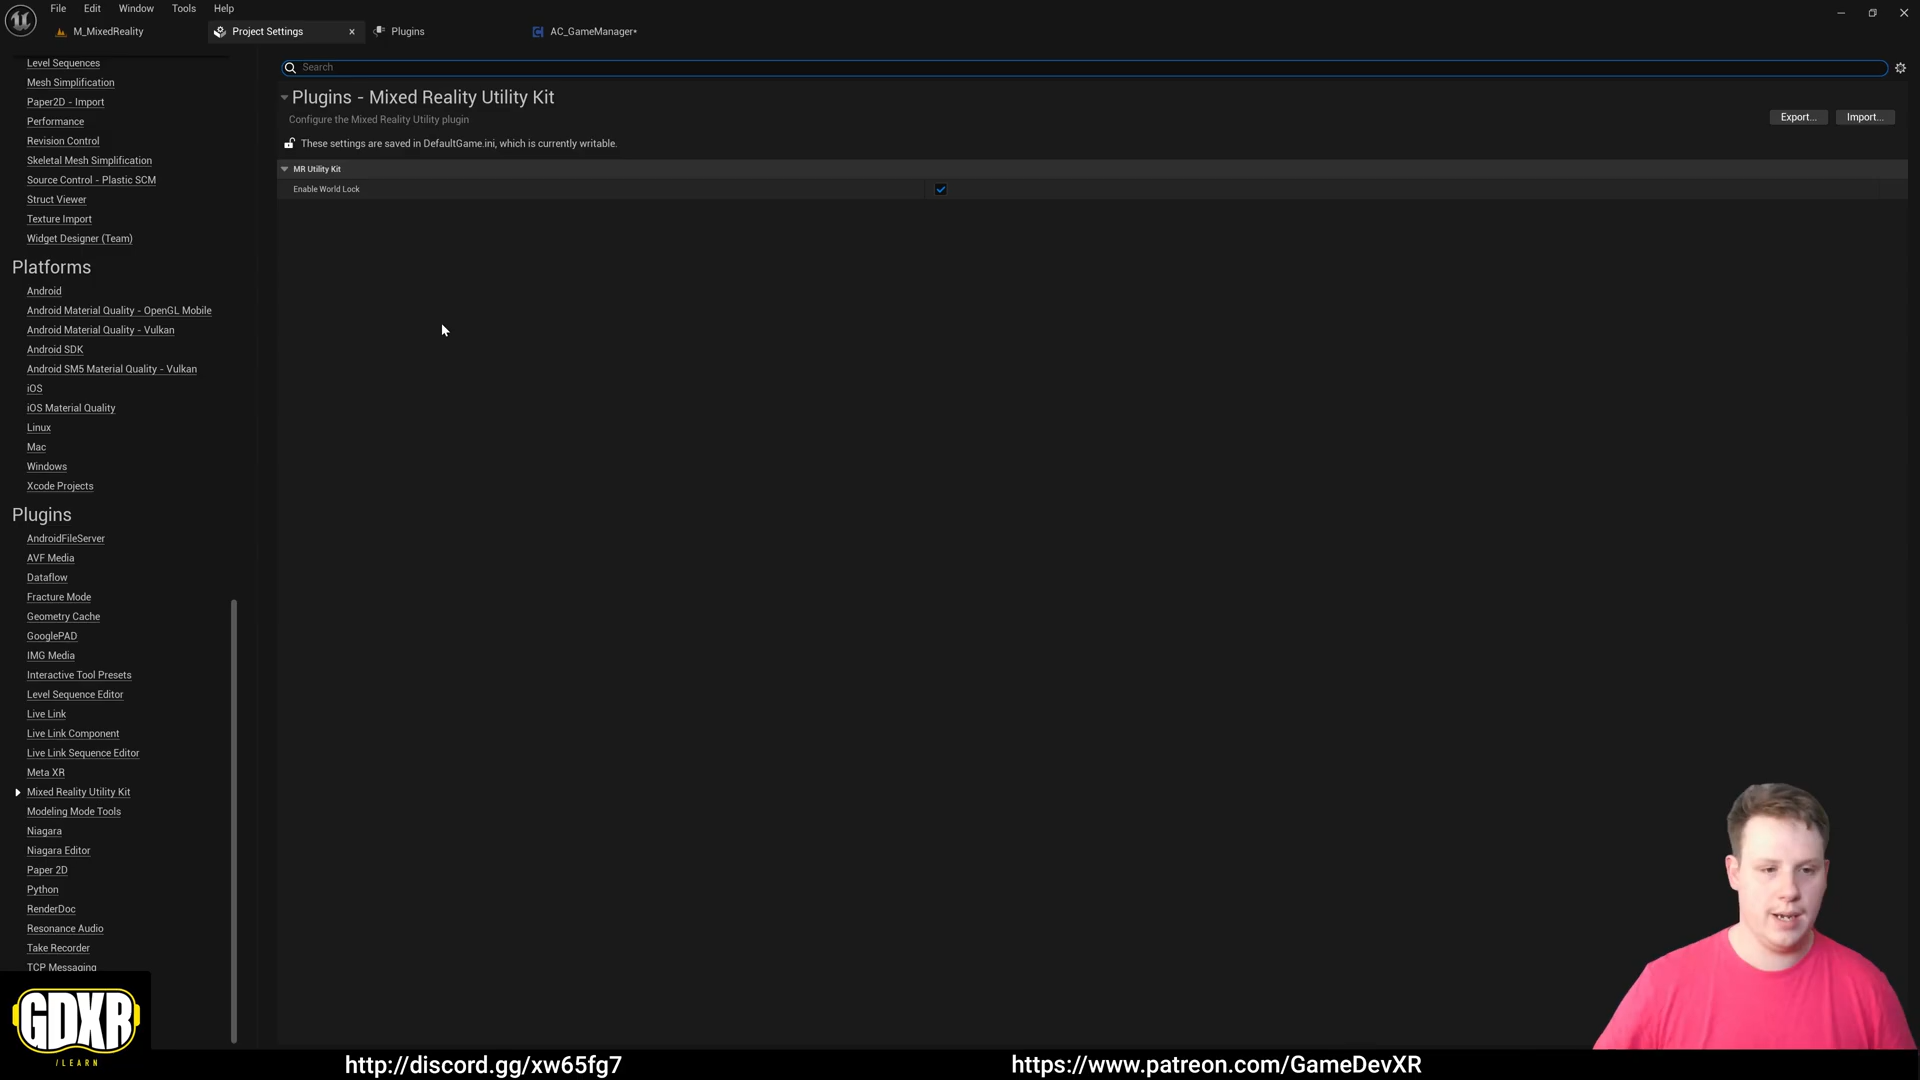 File Edit Window Tools Help
M_MixedReality
Project Settings
Plugins
AC_GameManager*
Level Sequences
Mesh Simplification
Paper2D - Import
Performance
Revision Control
Skeletal Mesh Simplification
Source Control - Plastic SCM
Struct Viewer
Texture Import
Widget Designer (Team)
Platforms
Android
Android Material Quality - OpenGL Mobile
Android Material Quality - Vulkan
Android SDK
Android SM5 Material Quality - Vulkan
iOS
iOS Material Quality
Linux
Mac
Windows
Xcode Projects
Plugins
AndroidFileServer
AVF Media
Dataflow
Fracture Mode
Geometry Cache
GooglePAD
IMG Media
Interactive Tool Presets
Level Sequence Editor
Live Link
Live Link Component
Live Link Sequence Editor
Meta XR
Mixed Reality Utility Kit
Modeling Mode Tools
Niagara
Niagara Editor
Paper 2D
Python
RenderDoc
Resonance Audio
Take Recorder
TCP Messaging
Search
Plugins - Mixed Reality Utility Kit
Configure the Mixed Reality Utility plugin
Export... Import...
These settings are saved in DefaultGame.ini, which is currently writable.
MR Utility Kit
Enable World Lock
GDXR
/LEARN
http://discord.gg/xw65fg7
https://www.patreon.com/GameDevXR